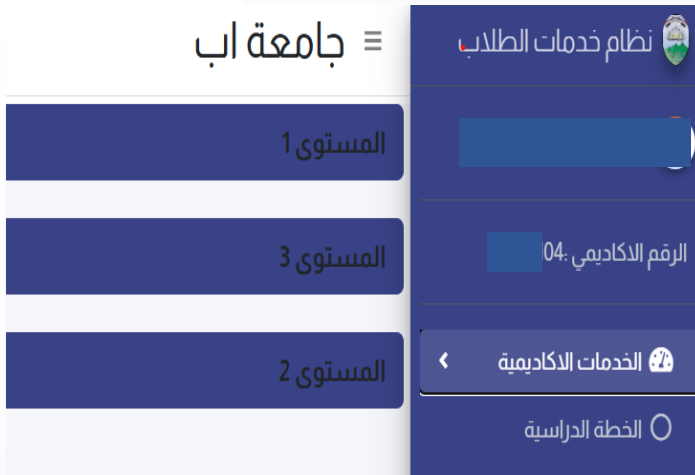 نظام خدمات الطلاب
الرقم الاكاديمي :04
الخدمات الاكاديمية
الخطة الدراسية
جامعة اب
المستوى 1
المستوى 3
المستوى 2